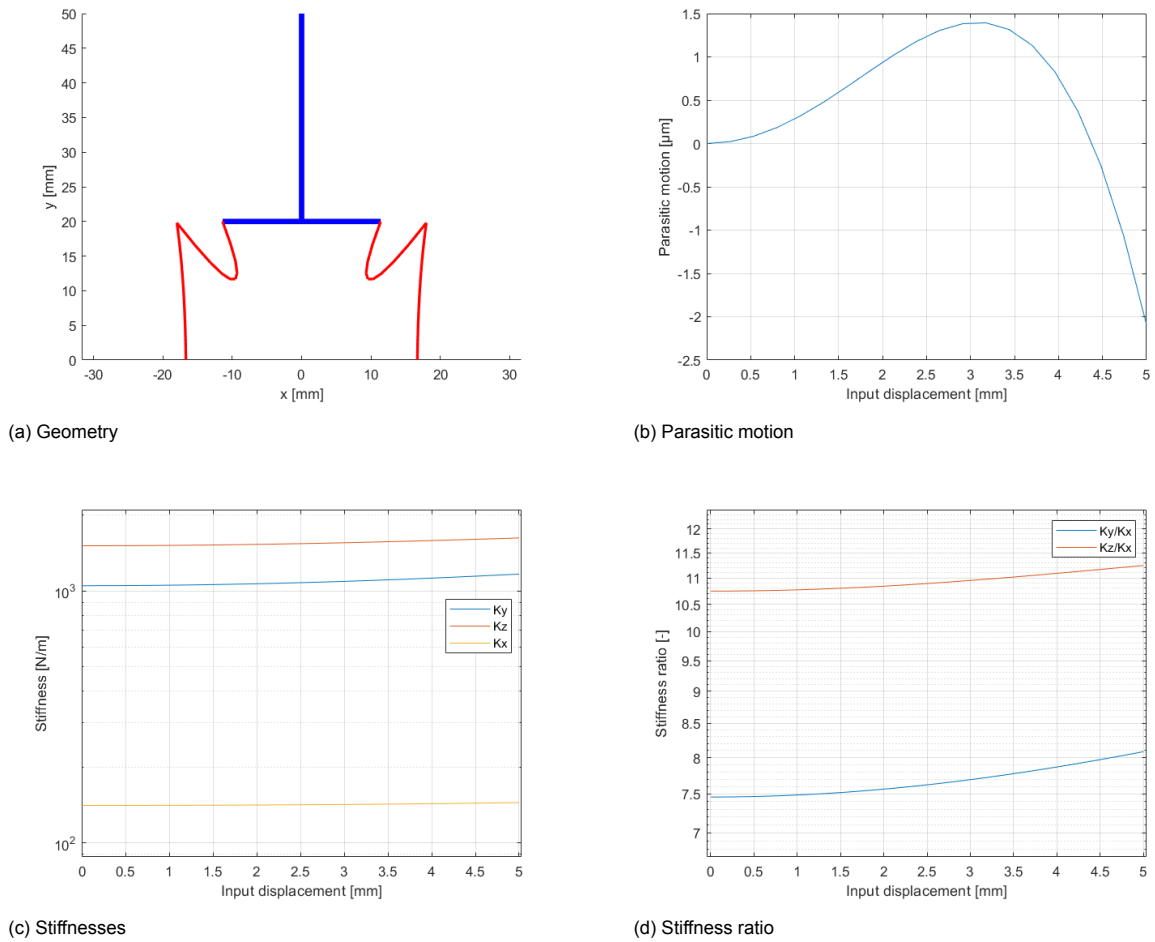 50
45
40
35
30
25
20
15
10
5
0
y [mm]
-30 -20 -10 0 10 20 30
x [mm]
(a) Geometry
1.5
1
0.5
0
-0.5
-1
-1.5
-2
-2.5
Parasitic motion [µm]
0 0.5 1 1.5 2 2.5 3 3.5 4 4.5 5
Input displacement [mm]
(b) Parasitic motion
10³
10²
Stiffness [N/m]
Ky
Kz
Kx
0 0.5 1 1.5 2 2.5 3 3.5 4 4.5 5
Input displacement [mm]
(c) Stiffnesses
12
11.5
11
10.5
10
9.5
9
8.5
8
7.5
7
Stiffness ratio [-]
Ky/Kx
Kz/Kx
0 0.5 1 1.5 2 2.5 3 3.5 4 4.5 5
Input displacement [mm]
(d) Stiffness ratio